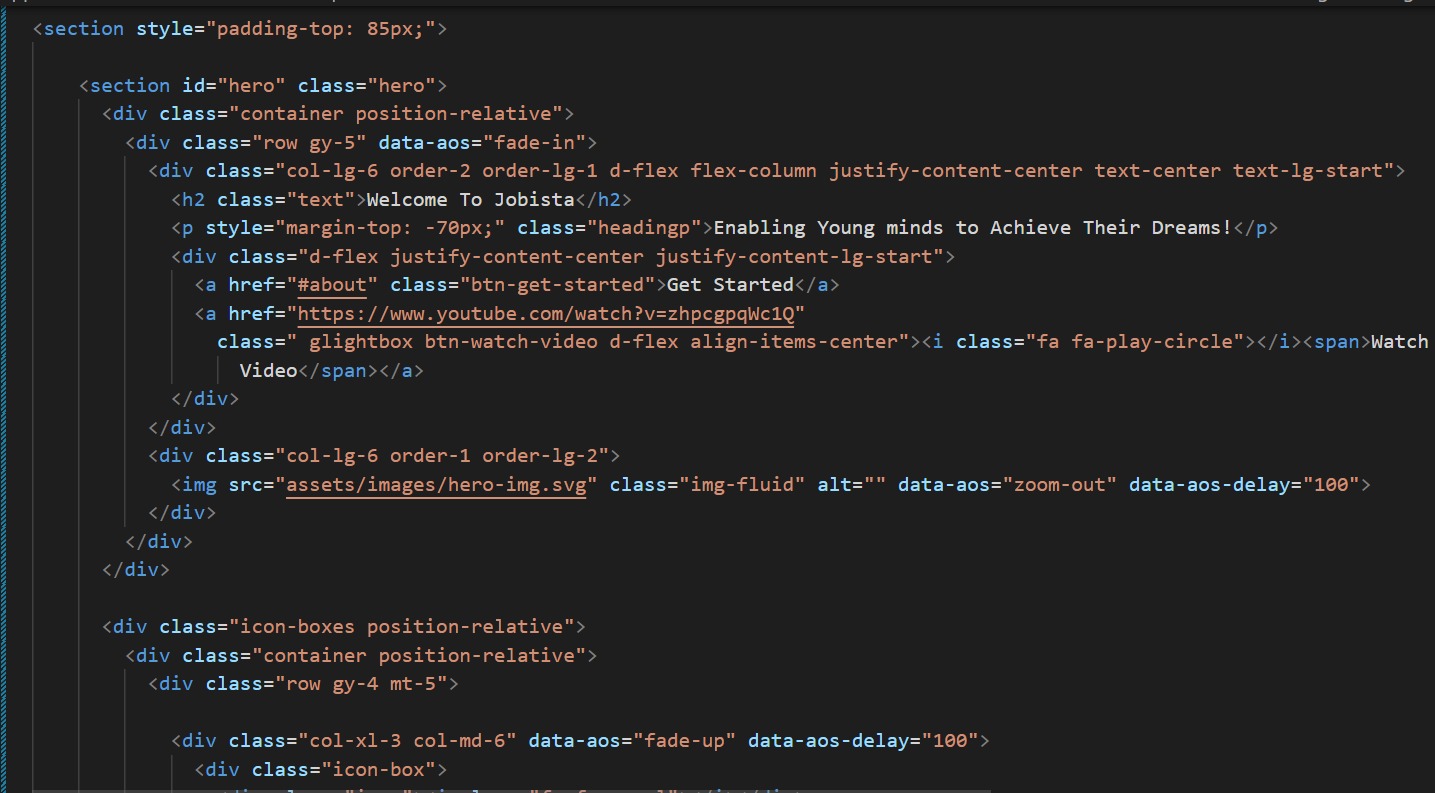 <section style="padding-top: 85px;">
<section id="hero" class="hero">
<div class="container position-relative">
<div class="row gy-5" data-aos="fade-in">
<div class="col-lg-6 order-2 order-lg-1 d-flex flex-column justify-content-center text-center text-lg-start">
<h2 class="text">Welcome To Jobista</h2>
<p style="margin-top: -70px;" class="headingp">Enabling Young minds to Achieve Their Dreams!</p>
<div class="d-flex justify-content-center justify-content-lg-start">
<a href="#about" class="btn-get-started">Get Started</a>
<a href="https://www.youtube.com/watch?v=zhpcgpqWc1Q"
class=" glightbox btn-watch-video d-flex align-items-center"><i class="fa fa-play-circle"></i><span>Watch
Video</span></a>
</div>
</div>
<div class="col-lg-6 order-1 order-lg-2">
<img src="assets/images/hero-img.svg" class="img-fluid" alt="" data-aos="zoom-out" data-aos-delay="100">
</div>
</div>
</div>
<div class="icon-boxes position-relative">
<div class="container position-relative">
<div class="row gy-4 mt-5">
<div class="col-xl-3 col-md-6" data-aos="fade-up" data-aos-delay="100">
<div class="icon-box">